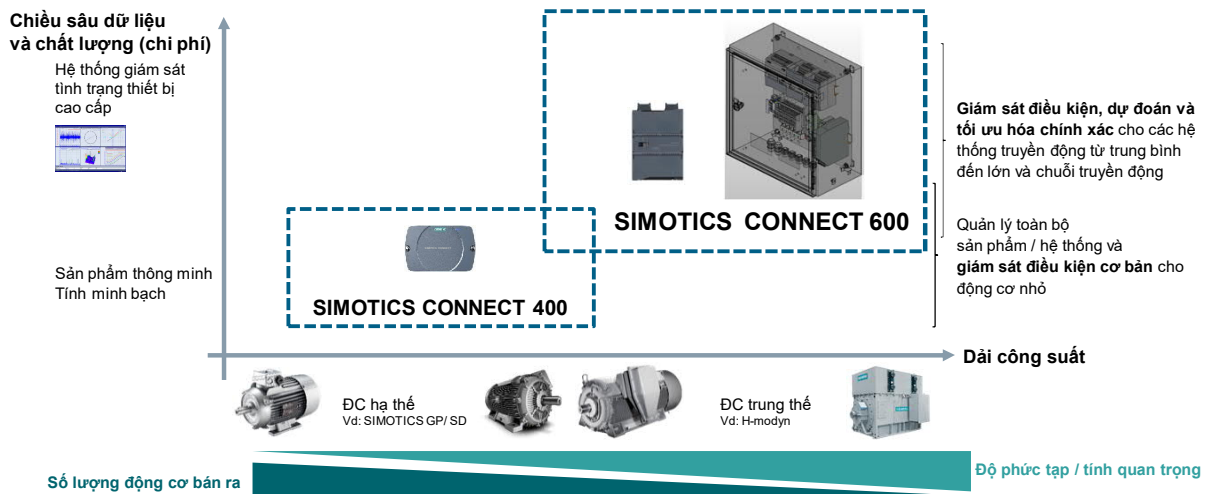 Chiều sâu dữ liệu
và chất lượng (chi phí)
Hệ thống giám sát
tình trạng thiết bị
cao cấp
Sản phẩm thông minh
Tính minh bạch
SIMOTICS CONNECT 400
SIMOTICS CONNECT 600
Giám sát điều kiện, dự đoán và
tối ưu hóa chính xác cho các hệ
thống truyền động từ trung bình
đến lớn và chuỗi truyền động
Quản lý toàn bộ
sản phẩm / hệ thống và
giám sát điều kiện cơ bản cho
động cơ nhỏ
Dải công suất
ĐC hạ thế
Vd: SIMOTICS GP/ SD
ĐC trung thế
Vd: H-modyn
Số lượng động cơ bán ra
Độ phức tạp / tính quan trọng